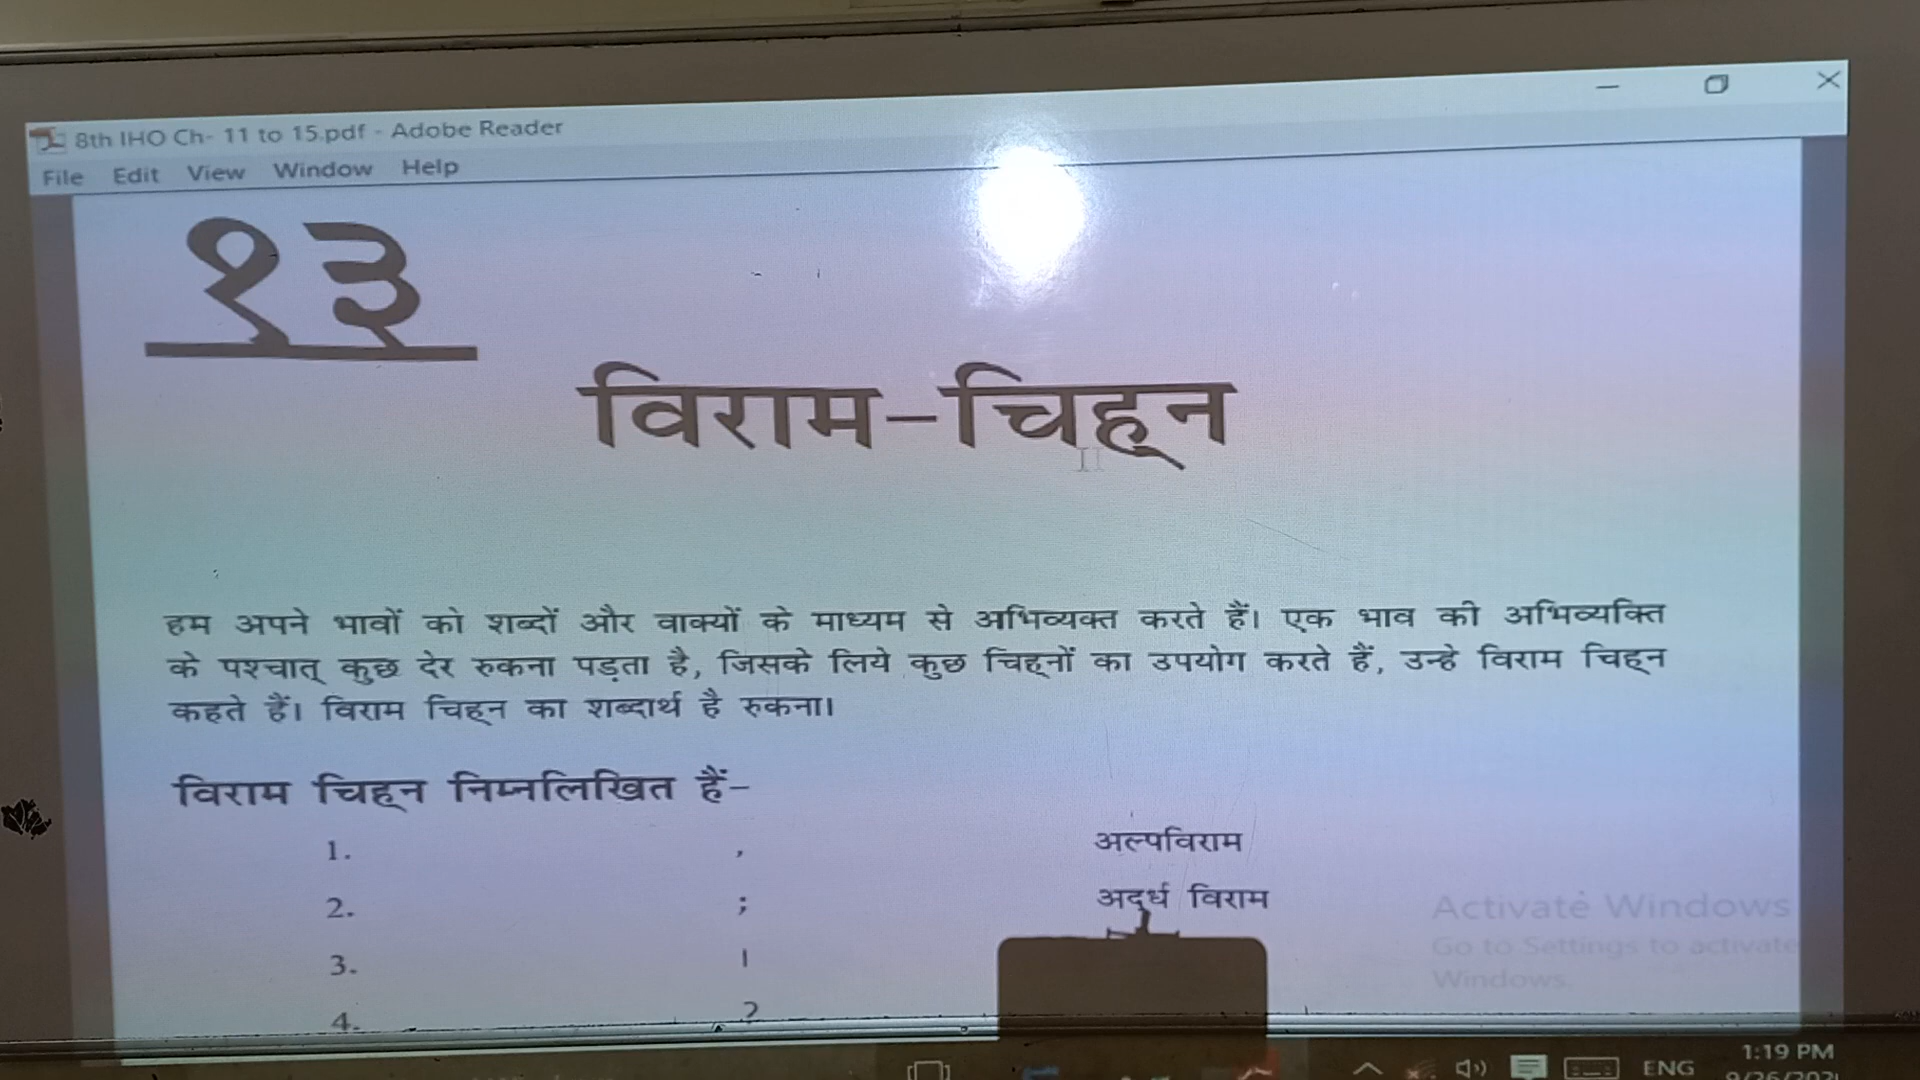 8th IHO Ch- 11 to 15.pdf - Adobe Reader
File Edit View Window Help
१३
विराम-चिह्न
हम अपने भावों को शब्दों और वाक्यों के माध्यम से अभिव्यक्त करते हैं। एक भाव की अभिव्यक्ति
के पश्चात् कुछ देर रुकना पड़ता है, जिसके लिये कुछ चिह्नों का उपयोग करते हैं, उन्हे विराम चिह्न
कहते हैं। विराम चिह्न का शब्दार्थ है रुकना।
विराम चिह्न निम्नलिखित हैं-
1. , अल्पविराम
2. ; अर्द्ध विराम
3. ।
4. ?
Activate Windows
Go to Settings to activate
Windows.
ENG
1:19 PM